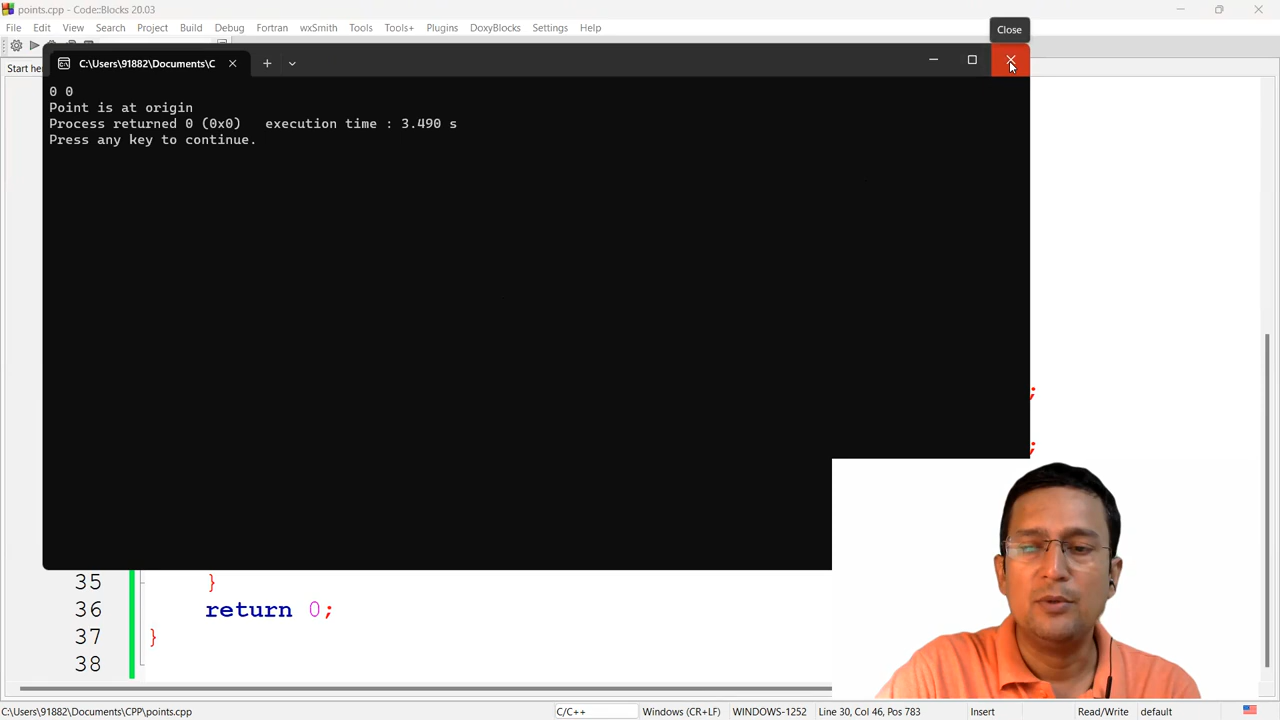 points.cpp - Code::Blocks 20.03
File Edit View Search Project Build Debug Fortran wxSmith Tools Tools+ Plugins DoxyBlocks Settings Help
Close
Start he
C:\Users\91882\Documents\C
0 0
Point is at origin
Process returned 0 (0x0)   execution time : 3.490 s
Press any key to continue.
;
;
35 }
36 return 0;
37 }
38
C:\Users\91882\Documents\CPP\points.cpp C/C++ Windows (CR+LF) WINDOWS-1252 Line 30, Col 46, Pos 783 Insert Read/Write default